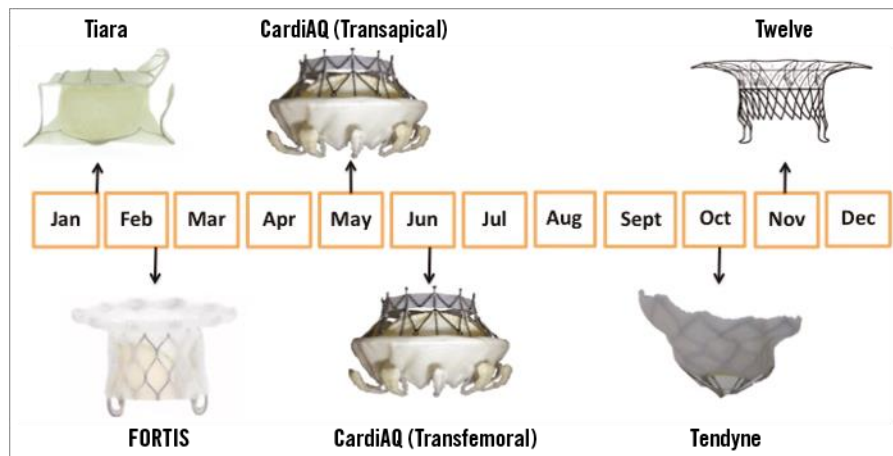 Tiara CardiAQ (Transapical) Twelve
Jan Feb Mar Apr May Jun Jul Aug Sept Oct Nov Dec
FORTIS CardiAQ (Transfemoral) Tendyne